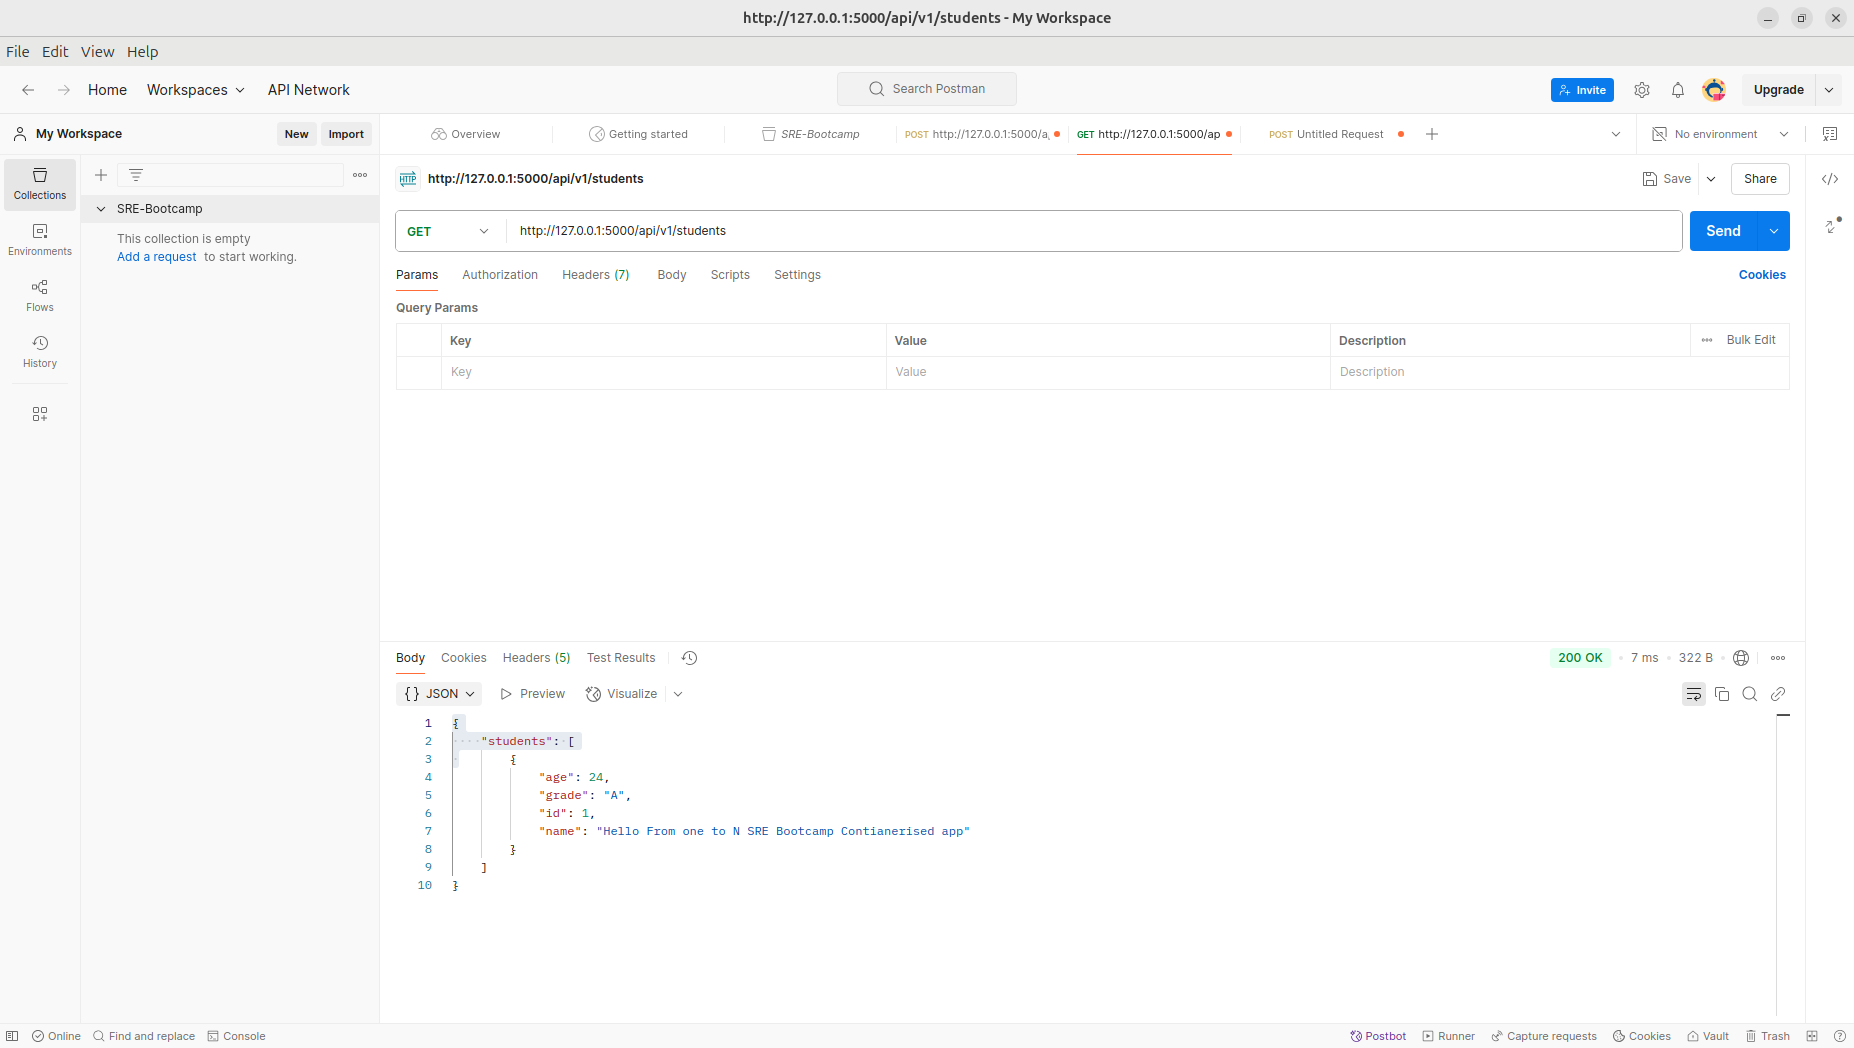 http://127.0.0.1:5000/api/v1/students - My Workspace
File Edit View Help
Home Workspaces API Network Search Postman Invite Upgrade
My Workspace New Import Overview Getting started SRE-Bootcamp POST http://127.0.0.1:5000/a GET http://127.0.0.1:5000/ap POST Untitled Request No environment
Collections
Environments
Flows
History
SRE-Bootcamp
This collection is empty
Add a request to start working.
HTTP http://127.0.0.1:5000/api/v1/students Save Share
GET http://127.0.0.1:5000/api/v1/students Send
Params Authorization Headers (7) Body Scripts Settings Cookies
Query Params
Key Value Description Bulk Edit
Key Value Description
Body Cookies Headers (5) Test Results 200 OK 7 ms 322 B
{} JSON Preview Visualize
1 {
2 "students": [
3 {
4 "age": 24,
5 "grade": "A",
6 "id": 1,
7 "name": "Hello From one to N SRE Bootcamp Contianerised app"
8 }
9 ]
10 }
Online Find and replace Console Postbot Runner Capture requests Cookies Vault Trash